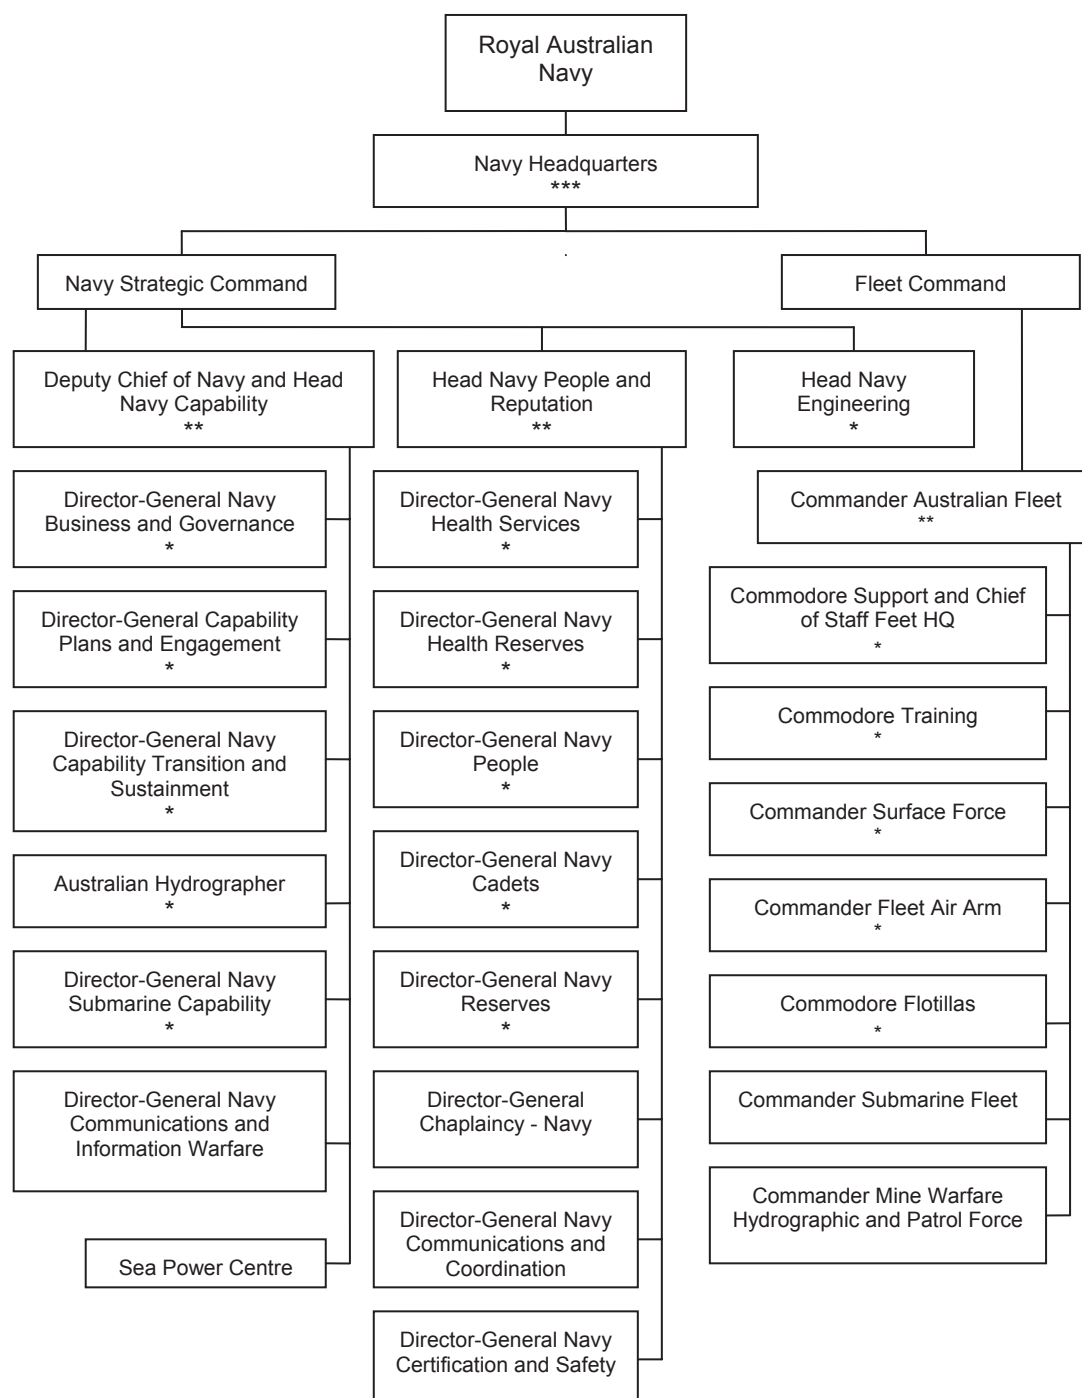 Royal Australian
Navy
Navy Headquarters
***
Navy Strategic Command
Fleet Command
Deputy Chief of Navy and Head
Navy Capability
**
Head Navy People and
Reputation
**
Head Navy
Engineering
*
Director-General Navy
Business and Governance
*
Director-General Capability
Plans and Engagement
*
Director-General Navy
Capability Transition and
Sustainment
*
Australian Hydrographer
*
Director-General Navy
Submarine Capability
*
Director-General Navy
Communications and
Information Warfare
Sea Power Centre
Director-General Navy
Health Services
*
Director-General Navy
Health Reserves
*
Director-General Navy
People
*
Director-General Navy
Cadets
*
Director-General Navy
Reserves
*
Director-General
Chaplaincy - Navy
Director-General Navy
Communications and
Coordination
Director-General Navy
Certification and Safety
Commander Australian Fleet
**
Commodore Support and Chief
of Staff Feet HQ
*
Commodore Training
*
Commander Surface Force
*
Commander Fleet Air Arm
*
Commodore Flotillas
*
Commander Submarine Fleet
Commander Mine Warfare
Hydrographic and Patrol Force